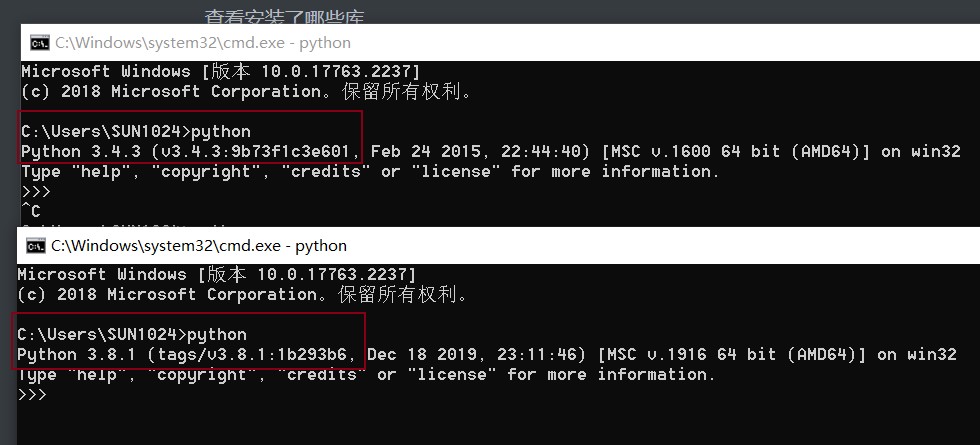 查看安装了哪些库
C:\Windows\system32\cmd.exe - python
Microsoft Windows [版本 10.0.17763.2237]
(c) 2018 Microsoft Corporation。保留所有权利。
C:\Users\SUN1024>python
Python 3.4.3 (v3.4.3:9b73f1c3e601, Feb 24 2015, 22:44:40) [MSC v.1600 64 bit (AMD64)] on win32
Type "help", "copyright", "credits" or "license" for more information.
>>>
^C
C:\Windows\system32\cmd.exe - python
Microsoft Windows [版本 10.0.17763.2237]
(c) 2018 Microsoft Corporation。保留所有权利。
C:\Users\SUN1024>python
Python 3.8.1 (tags/v3.8.1:1b293b6, Dec 18 2019, 23:11:46) [MSC v.1916 64 bit (AMD64)] on win32
Type "help", "copyright", "credits" or "license" for more information.
>>>